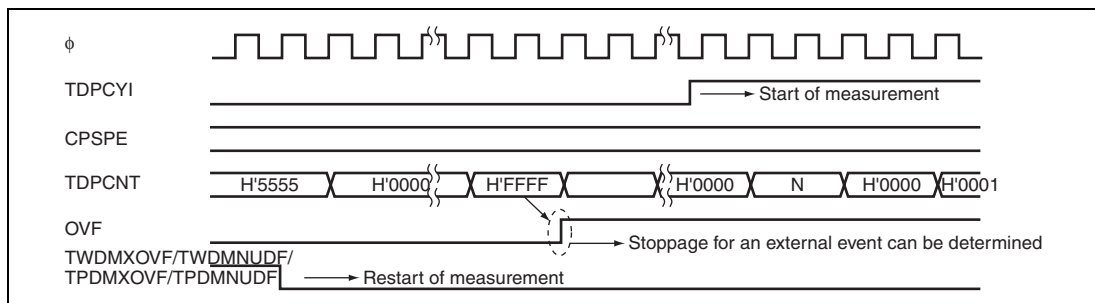 φ
TDPCYI
Start of measurement
CPSPE
TDPCNT H'5555 H'0000 H'FFFF H'0000 N H'0000 H'0001
OVF
Stoppage for an external event can be determined
TWDMXOVF/TWDMNUDF/
TPDMXOVF/TPDMNUDF Restart of measurement